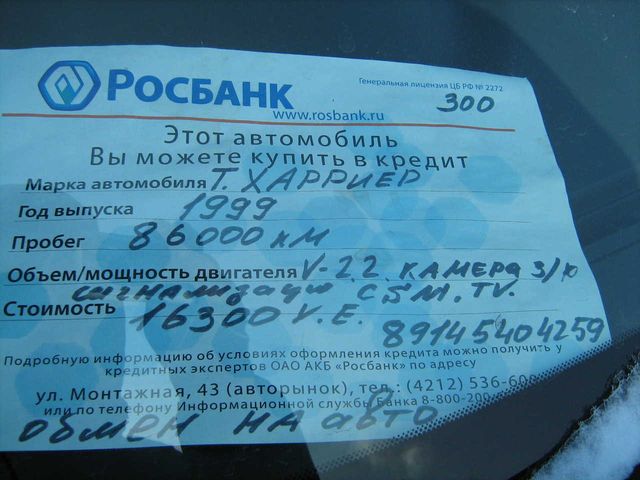 РОСБАНК
Генеральная лицензия ЦБ РФ № 2272
300
www.rosbank.ru
Этот автомобиль
Вы можете купить в кредит
Марка автомобиля Т. ХАРРИЕР
Год выпуска 1999
Пробег 86000 км
Объем/мощность двигателя V-2.2 КАМЕРА З/Х
сигнализация CD M. TV.
Стоимость 16300 У.Е. 89145404259
Подробную информацию об условиях оформления кредита можно получить у
кредитных экспертов ОАО АКБ «Росбанк» по адресу
ул. Монтажная, 43 (авторынок), тел.: (4212) 536-606
или по телефону Информационной службы Банка 8-800-200
обмен на авто